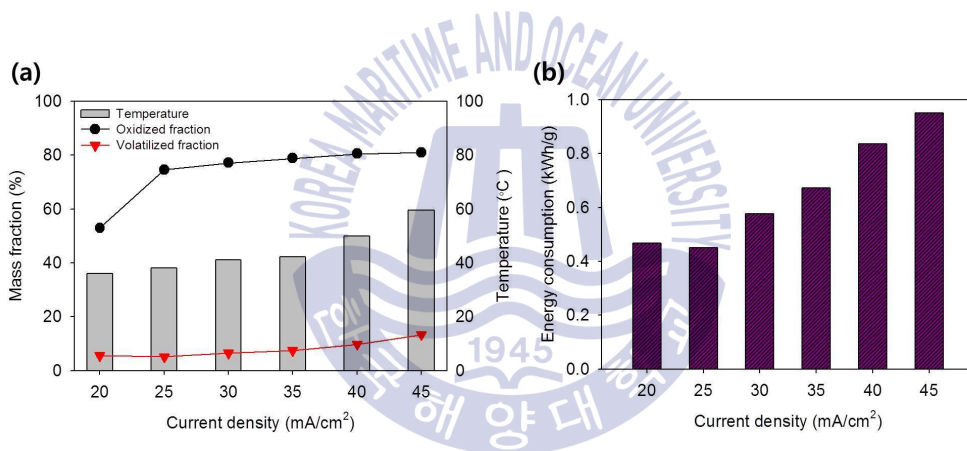 (a)
100
80
60
40
20
0
Mass fraction (%)
Temperature
Oxidized fraction
Volatilized fraction
100
80
60
40
20
0
Temperature (°C)
20 25 30 35 40 45
Current density (mA/cm²)
(b)
1.0
0.8
0.6
0.4
0.2
0.0
Energy consumption (kWh/g)
20 25 30 35 40 45
Current density (mA/cm²)
KOREA MARITIME AND OCEAN UNIVERSITY
1945
해양대